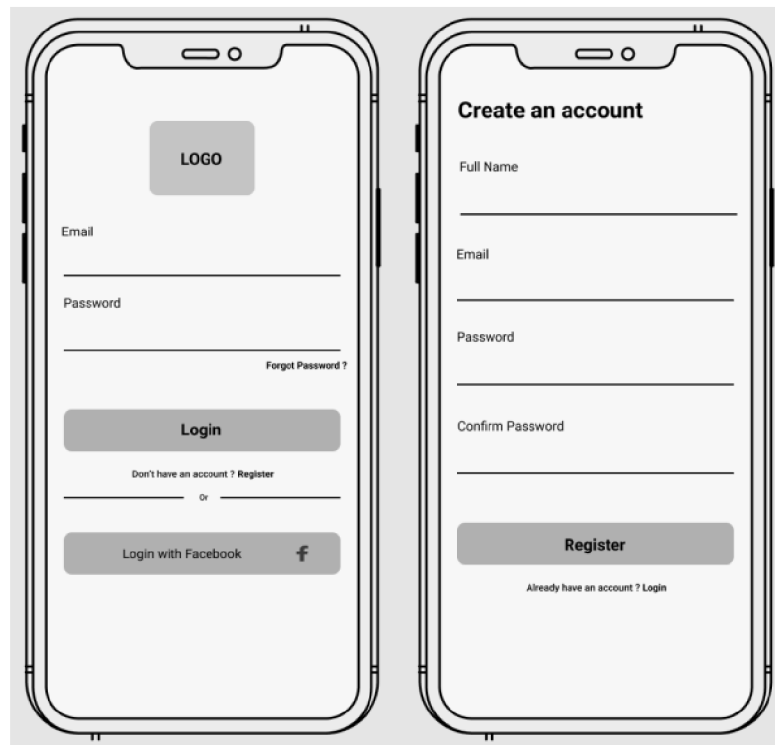 LOGO
Email
Password
Forgot Password ?
Login
Don't have an account ? Register
Or
Login with Facebook f
Create an account
Full Name
Email
Password
Confirm Password
Register
Already have an account ? Login